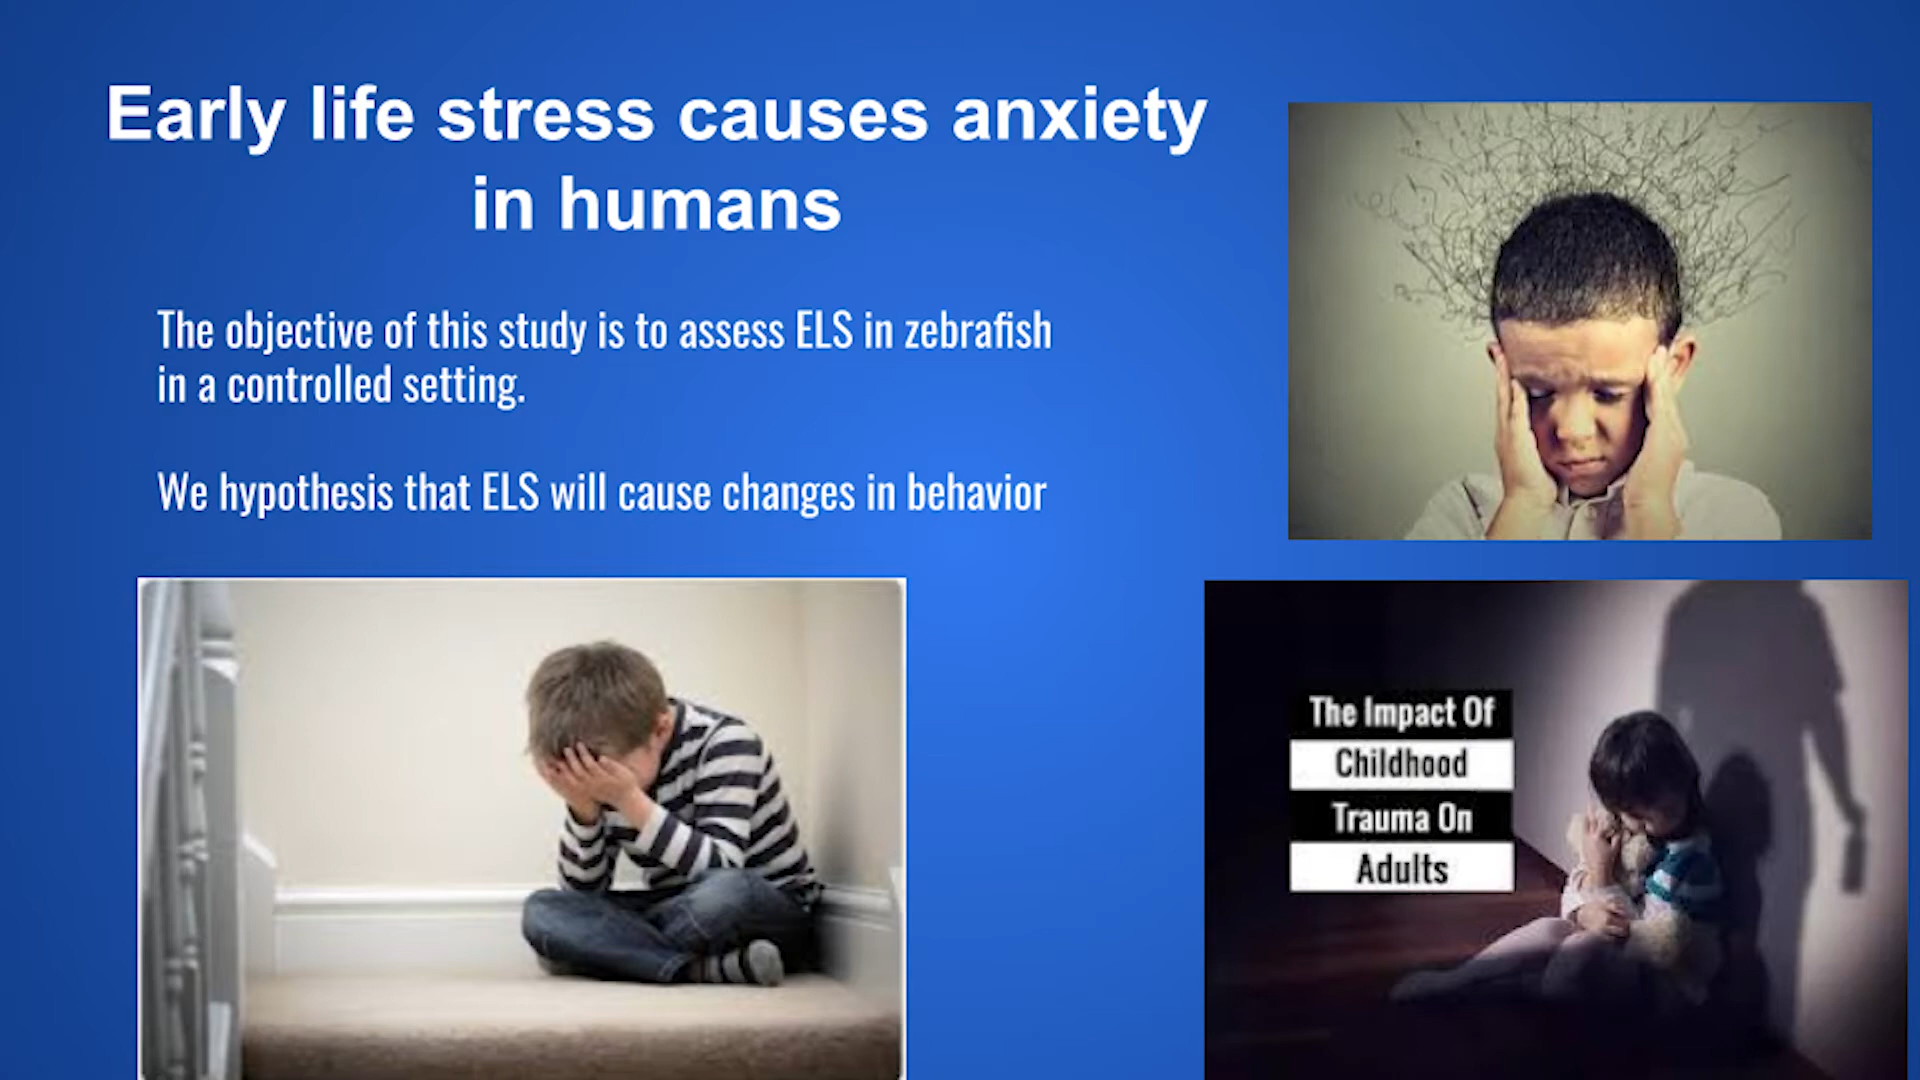 Early life stress causes anxiety
in humans
The objective of this study is to assess ELS in zebrafish
in a controlled setting.
We hypothesis that ELS will cause changes in behavior
The Impact Of
Childhood
Trauma On
Adults